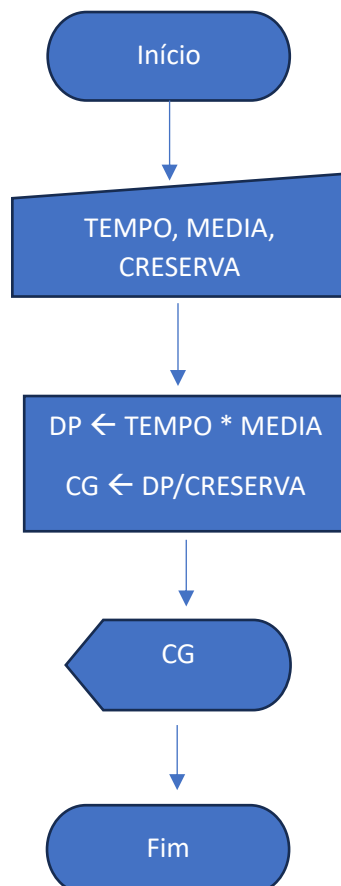 Início
TEMPO, MEDIA,
CRESERVA
DP ← TEMPO * MEDIA
CG ← DP/CRESERVA
CG
Fim